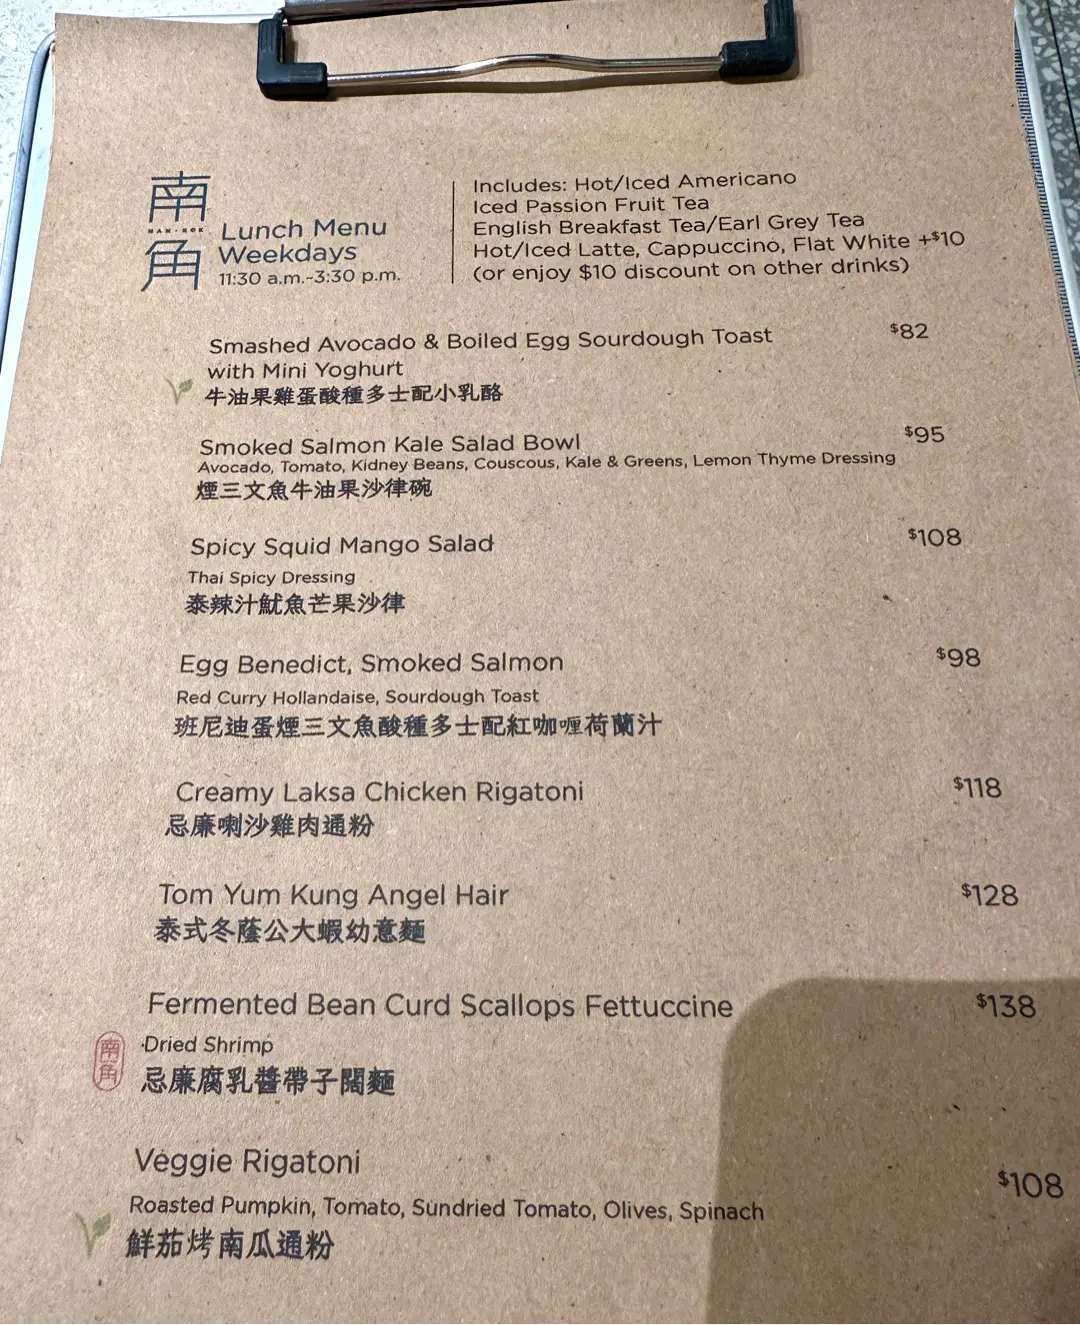 南
NAM·KOK
角
Lunch Menu
Weekdays
11:30 a.m.-3:30 p.m.
Includes: Hot/Iced Americano
Iced Passion Fruit Tea
English Breakfast Tea/Earl Grey Tea
Hot/Iced Latte, Cappuccino, Flat White +$10
(or enjoy $10 discount on other drinks)
Smashed Avocado & Boiled Egg Sourdough Toast $82
with Mini Yoghurt
牛油果雞蛋酸種多士配小乳酪
Smoked Salmon Kale Salad Bowl $95
Avocado, Tomato, Kidney Beans, Couscous, Kale & Greens, Lemon Thyme Dressing
煙三文魚牛油果沙律碗
Spicy Squid Mango Salad $108
Thai Spicy Dressing
泰辣汁魷魚芒果沙律
Egg Benedict, Smoked Salmon $98
Red Curry Hollandaise, Sourdough Toast
班尼迪蛋煙三文魚酸種多士配紅咖喱荷蘭汁
Creamy Laksa Chicken Rigatoni $118
忌廉喇沙雞肉通粉
Tom Yum Kung Angel Hair $128
泰式冬蔭公大蝦幼意麵
Fermented Bean Curd Scallops Fettuccine $138
·Dried Shrimp
南角
忌廉腐乳醬帶子闊麵
Veggie Rigatoni $108
Roasted Pumpkin, Tomato, Sundried Tomato, Olives, Spinach
鮮茄烤南瓜通粉